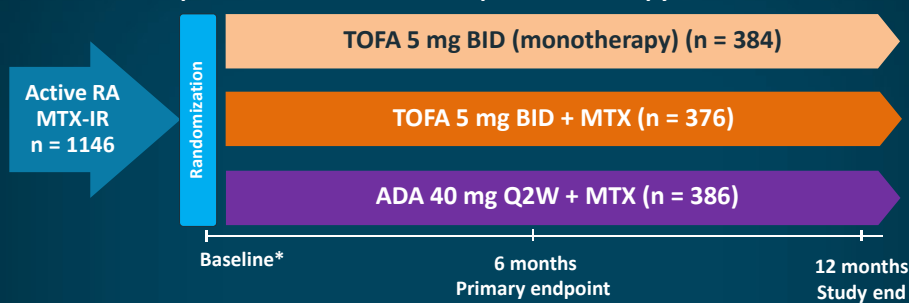 TOFA 5 mg BID (monotherapy) (n = 384)
Active RA
MTX-IR
n = 1146
Randomization
TOFA 5 mg BID + MTX (n = 376)
ADA 40 mg Q2W + MTX (n = 386)
Baseline*
6 months
Primary endpoint
12 months
Study end